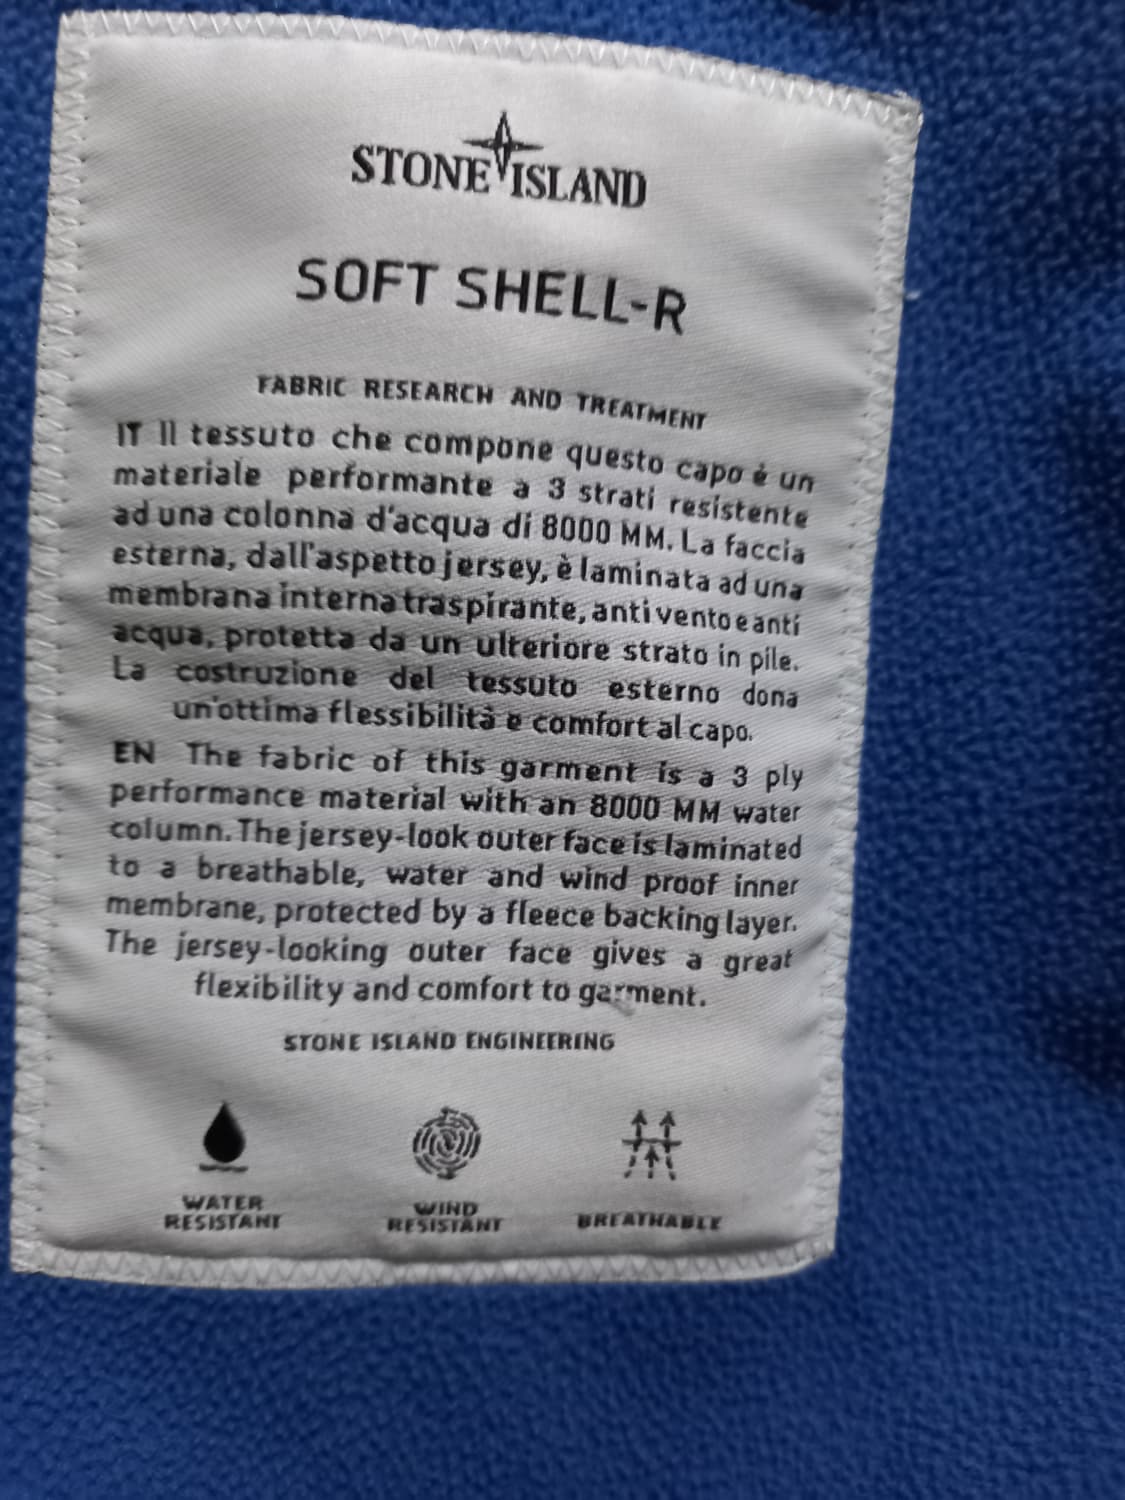 STONE ISLAND
SOFT SHELL-R
FABRIC RESEARCH AND TREATMENT
IT Il tessuto che compone questo capo è un
materiale performante a 3 strati resistente
ad una colonna d'acqua di 8000 MM. La faccia
esterna, dall'aspetto jersey, è laminata ad una
membrana interna traspirante, anti vento e anti
acqua, protetta da un ulteriore strato in pile.
La costruzione del tessuto esterno dona
un'ottima flessibilità e comfort al capo.
EN The fabric of this garment is a 3 ply
performance material with an 8000 MM water
column. The jersey-look outer face is laminated
to a breathable, water and wind proof inner
membrane, protected by a fleece backing layer.
The jersey-looking outer face gives a great
flexibility and comfort to garment.
STONE ISLAND ENGINEERING
WATER
RESISTANT
WIND
RESISTANT
BREATHABLE